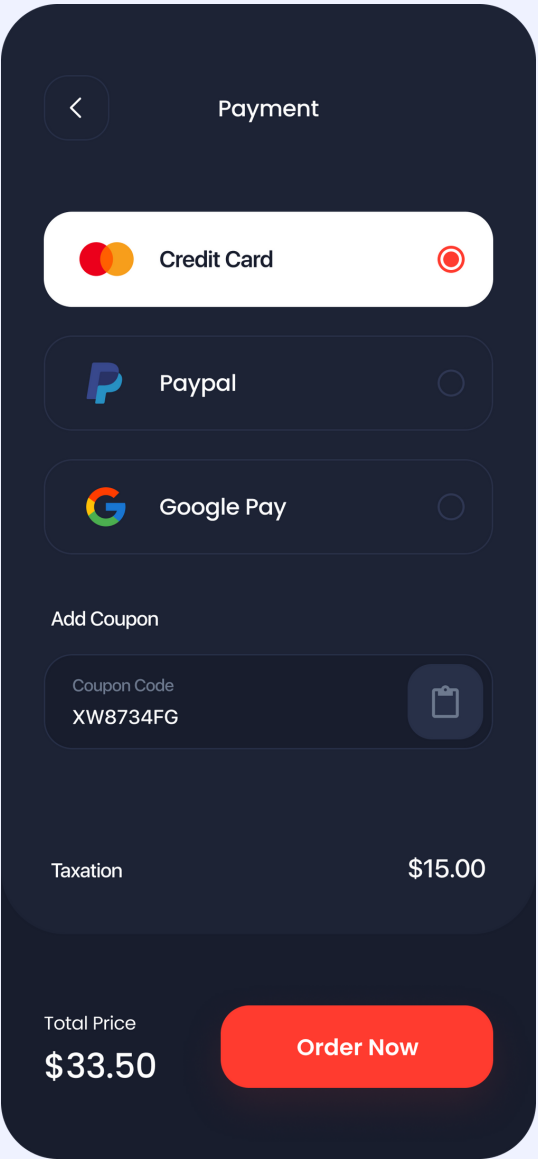 Payment
Credit Card
Paypal
Google Pay
Add Coupon
Coupon Code
XW8734FG
Taxation
$15.00
Total Price
$33.50
Order Now